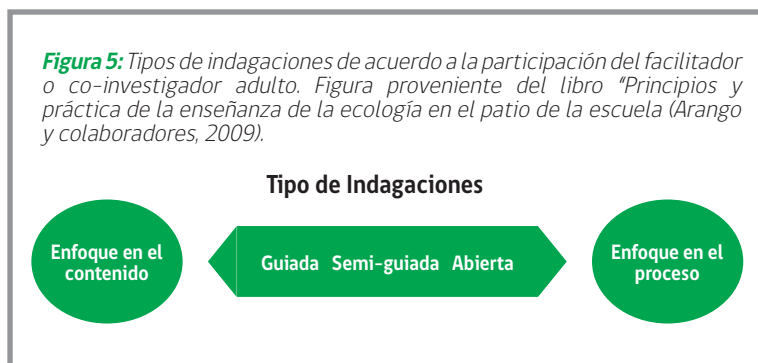 Figura 5: Tipos de indagaciones de acuerdo a la participación del facilitador
o co-investigador adulto. Figura proveniente del libro “Principios y
práctica de la enseñanza de la ecología en el patio de la escuela (Arango
y colaboradores, 2009).
Tipo de Indagaciones
Enfoque en el
contenido
Guiada Semi-guiada Abierta
Enfoque en el
proceso